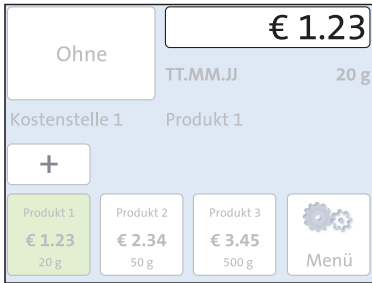 Ohne
€ 1.23
TT.MM.JJ 20 g
Kostenstelle 1 Produkt 1
+
Produkt 1 Produkt 2 Produkt 3
€ 1.23 € 2.34 € 3.45
20 g 50 g 500 g Menü